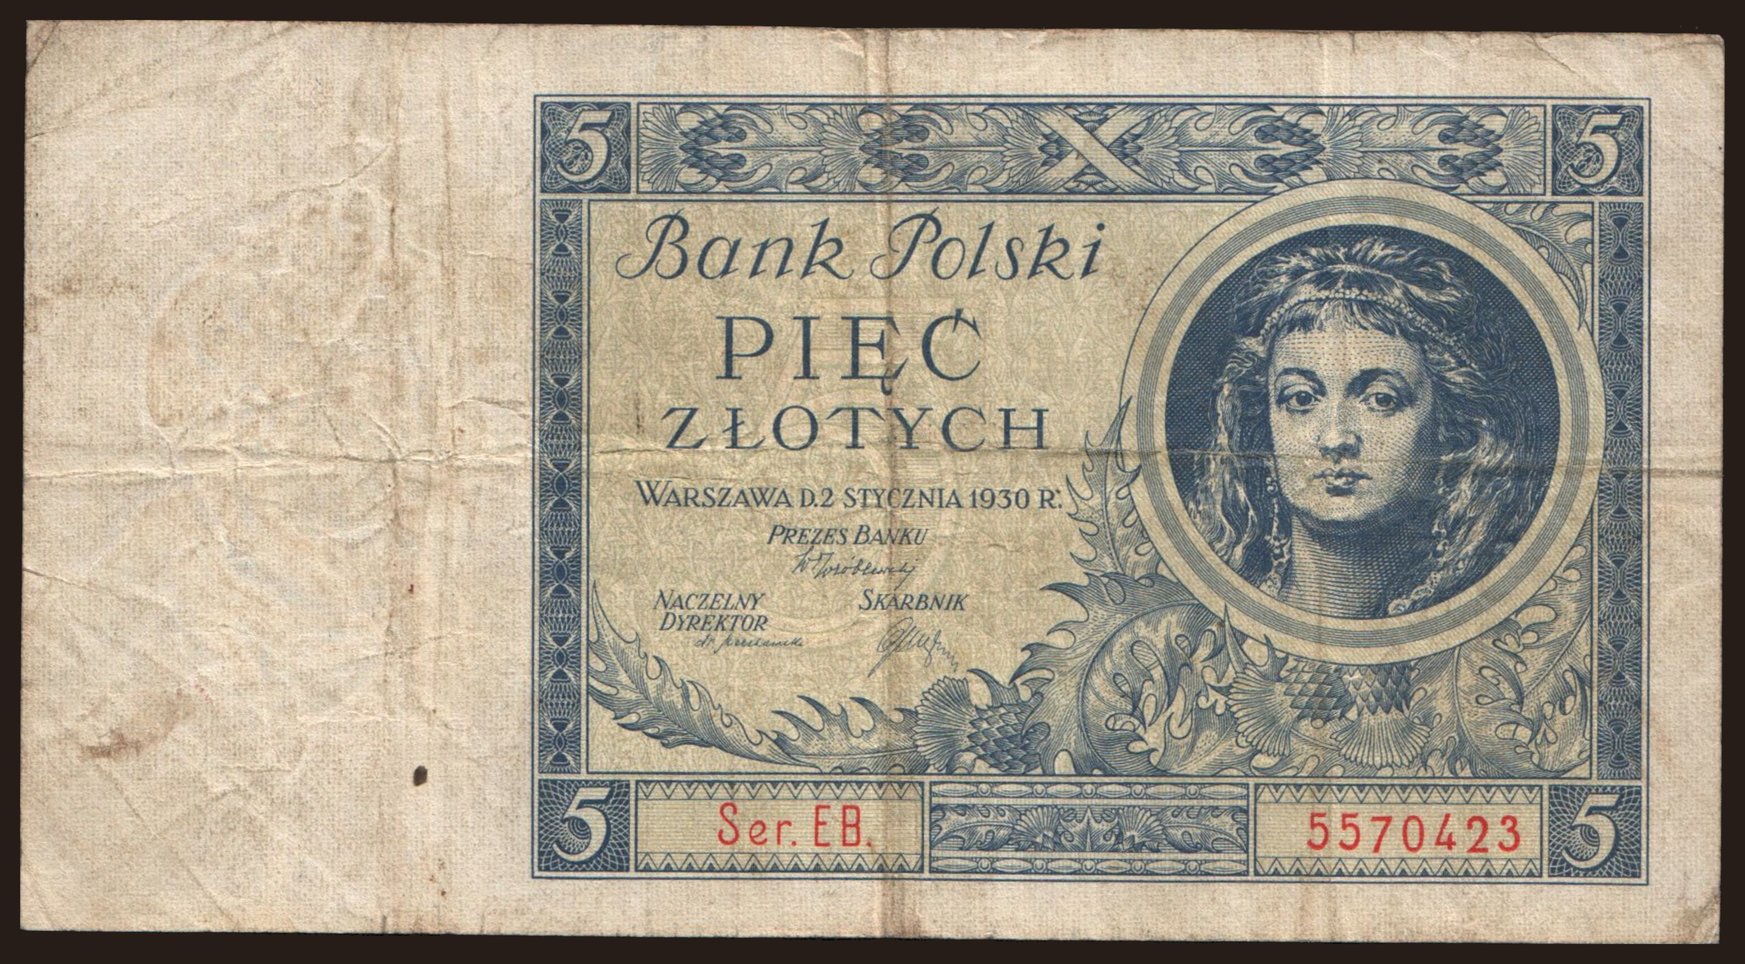 5 5
Bank Polski
PIĘĆ
ZŁOTYCH
WARSZAWA D. 2 STYCZNIA 1930 R.
PREZES BANKU
NACZELNY SKARBNIK
DYREKTOR
5 Ser. EB. 5570423 5